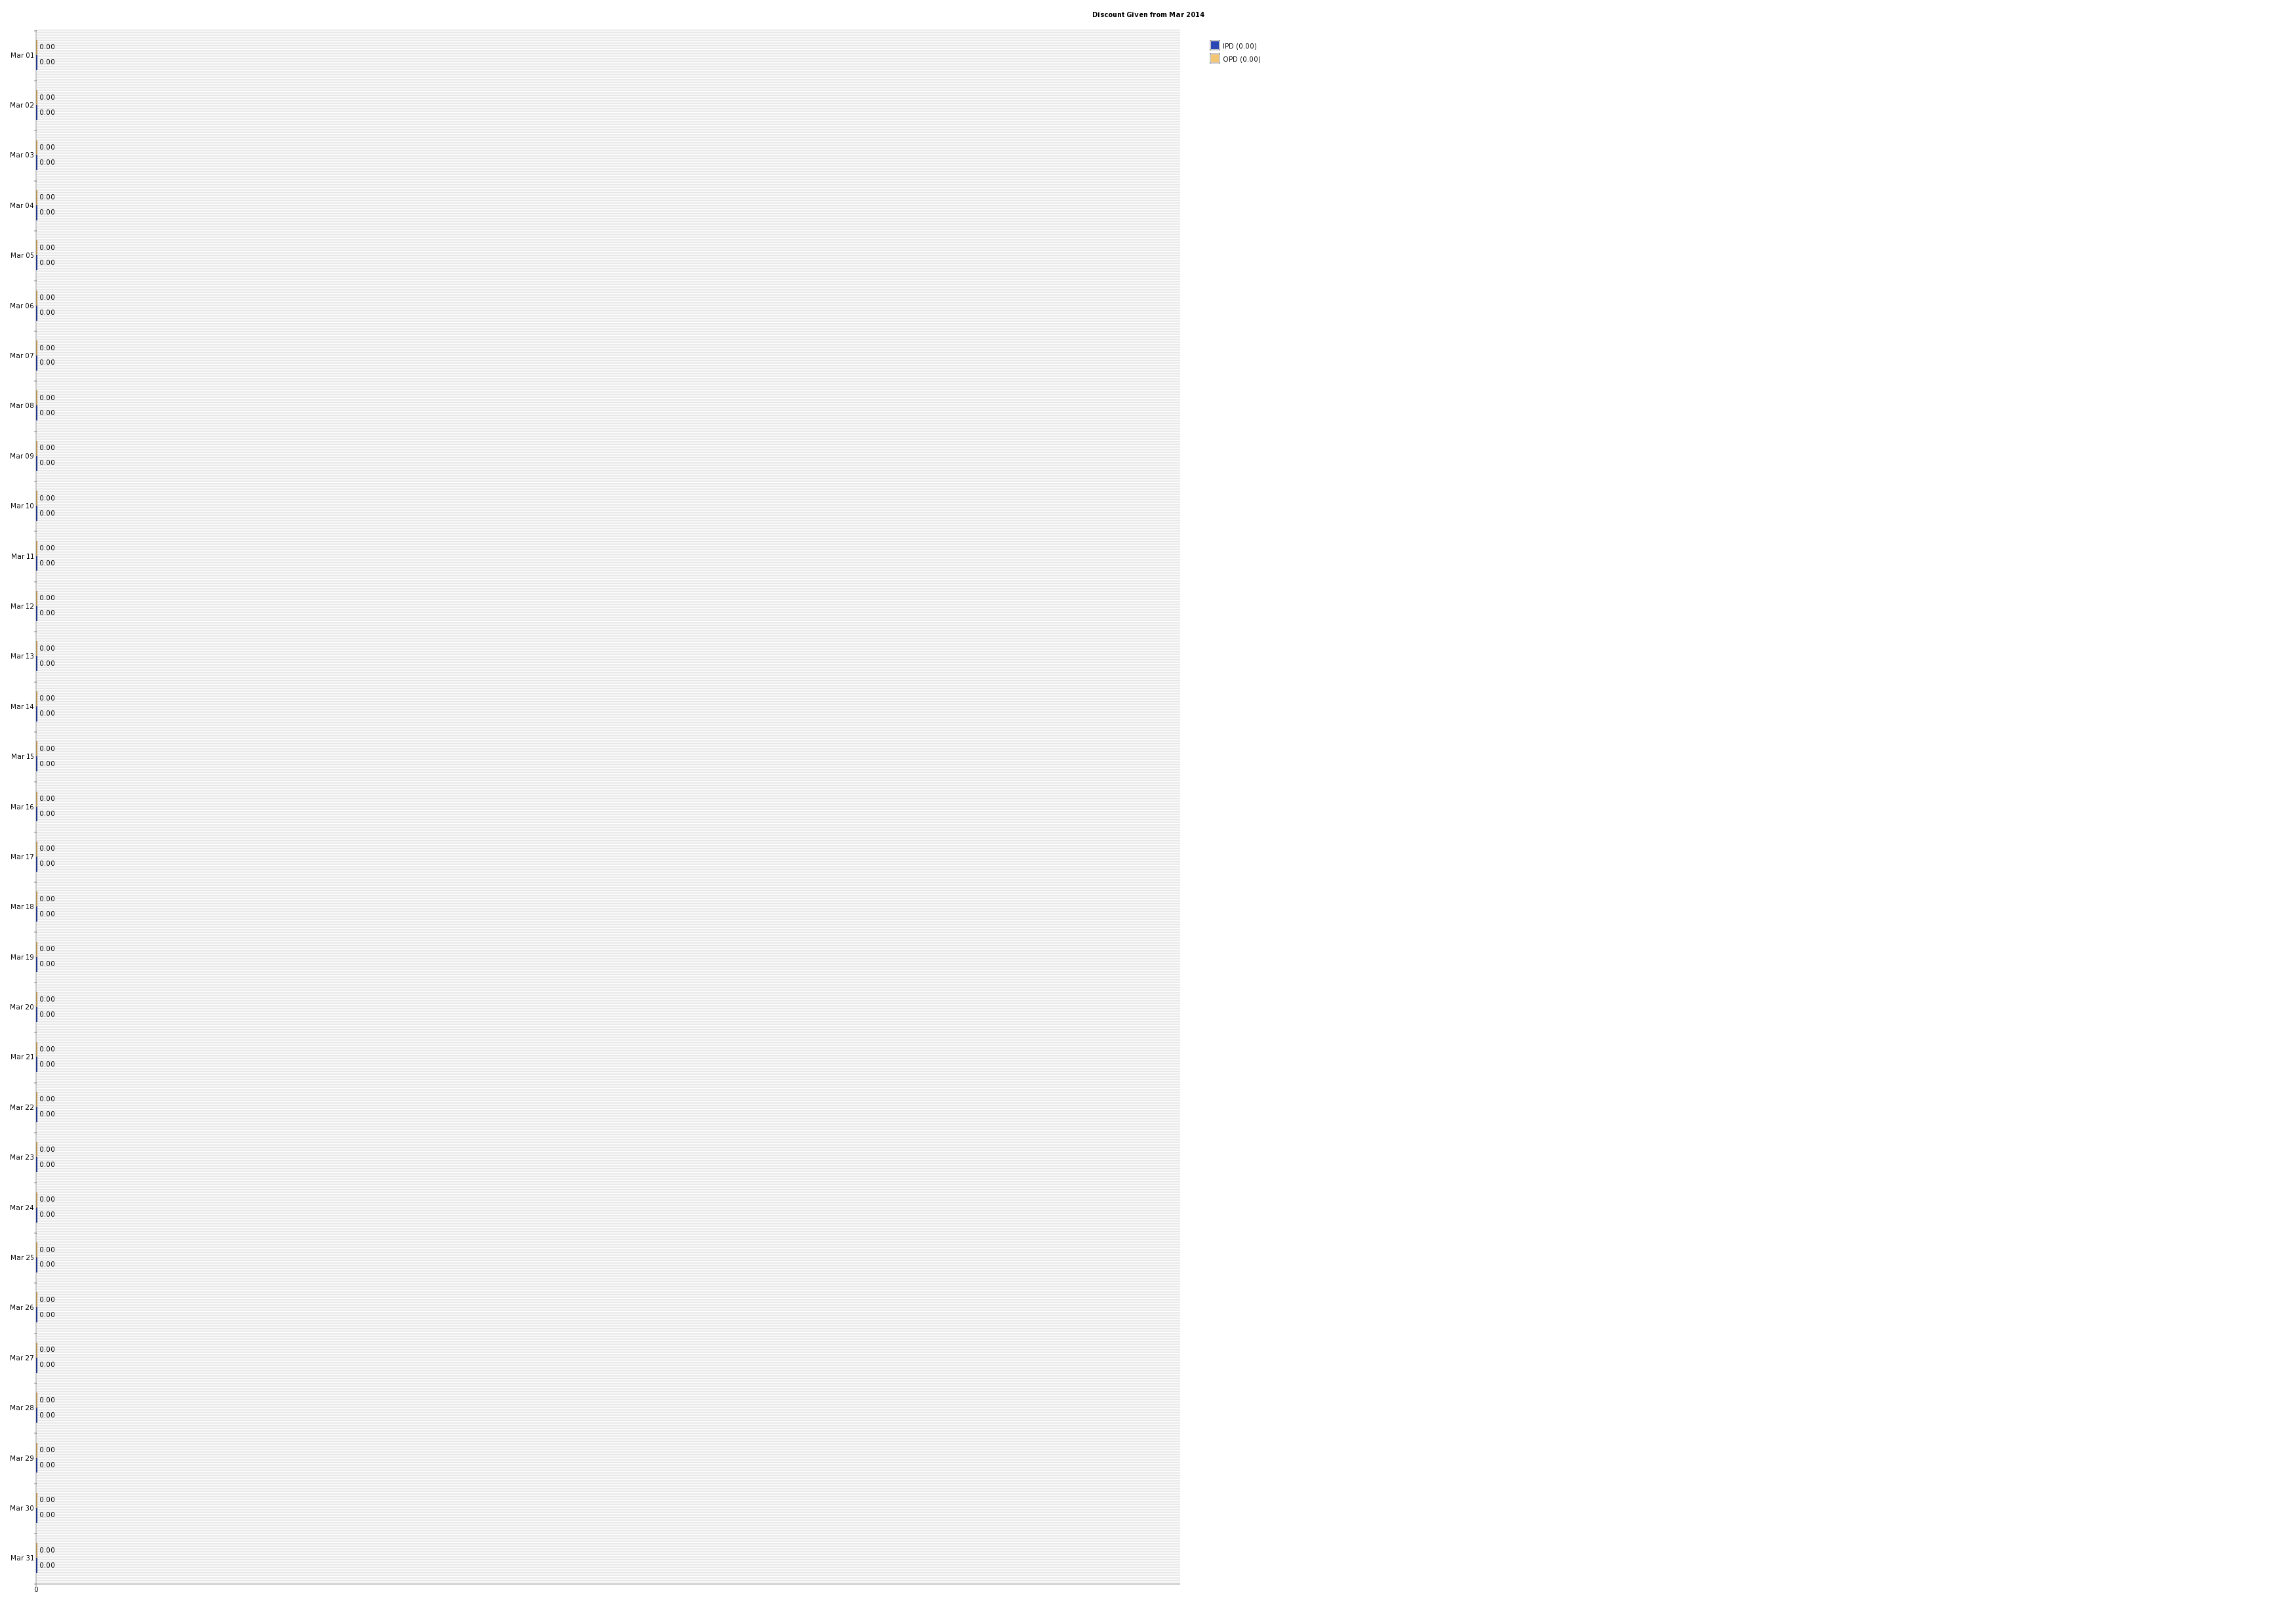 Discount Given from Mar 2014
IPD (0.00)
OPD (0.00)
0.00
Mar 01
0.00
0.00
Mar 02
0.00
0.00
Mar 03
0.00
0.00
Mar 04
0.00
0.00
Mar 05
0.00
0.00
Mar 06
0.00
0.00
Mar 07
0.00
0.00
Mar 08
0.00
0.00
Mar 09
0.00
0.00
Mar 10
0.00
0.00
Mar 11
0.00
0.00
Mar 12
0.00
0.00
Mar 13
0.00
0.00
Mar 14
0.00
0.00
Mar 15
0.00
0.00
Mar 16
0.00
0.00
Mar 17
0.00
0.00
Mar 18
0.00
0.00
Mar 19
0.00
0.00
Mar 20
0.00
0.00
Mar 21
0.00
0.00
Mar 22
0.00
0.00
Mar 23
0.00
0.00
Mar 24
0.00
0.00
Mar 25
0.00
0.00
Mar 26
0.00
0.00
Mar 27
0.00
0.00
Mar 28
0.00
0.00
Mar 29
0.00
0.00
Mar 30
0.00
0.00
Mar 31
0.00
0